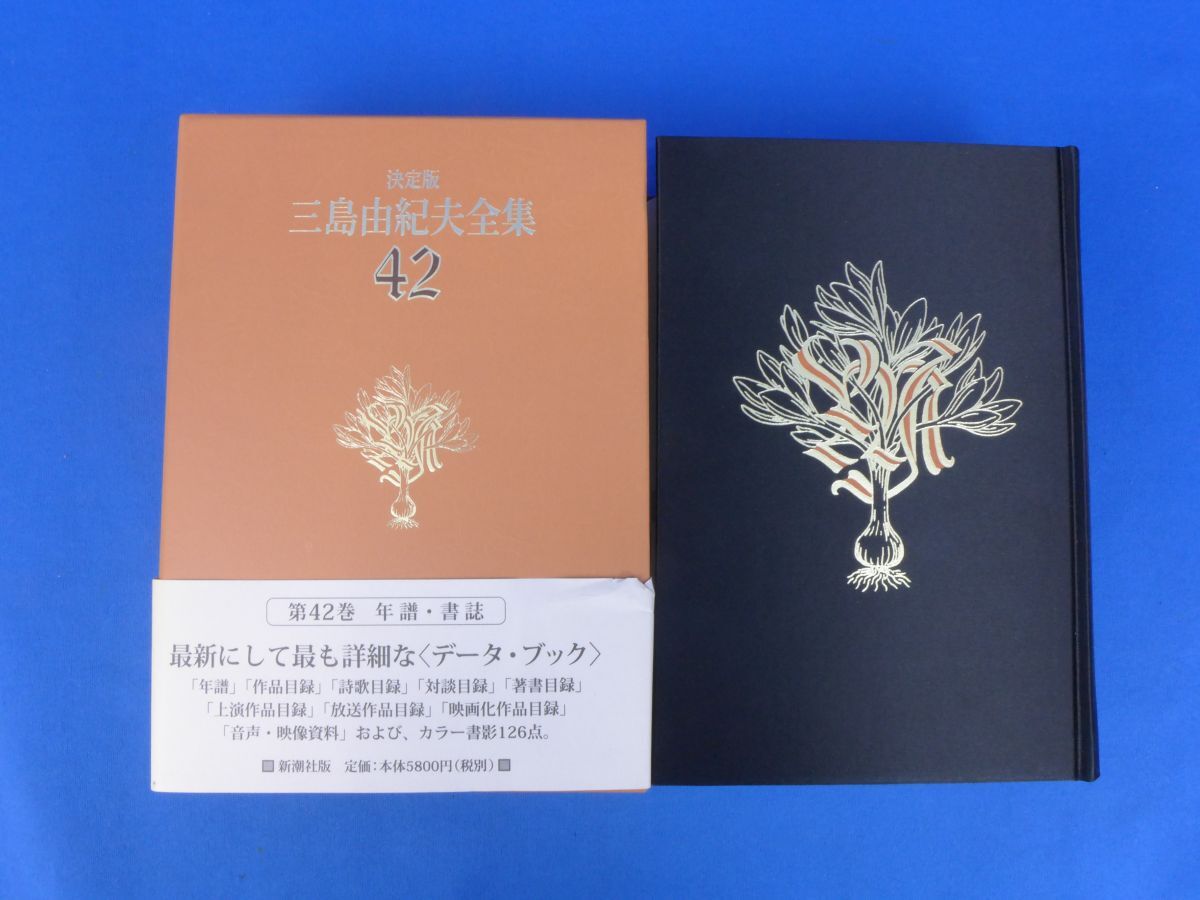 決定版
三島由紀夫全集
42
第42巻 年譜・書誌
最新にして最も詳細な〈データ・ブック〉
「年譜」「作品目録」「詩歌目録」「対談目録」「著書目録」
「上演作品目録」「放送作品目録」「映画化作品目録」
「音声・映像資料」および、カラー書影126点。
■新潮社版 定価:本体5800円(税別)■